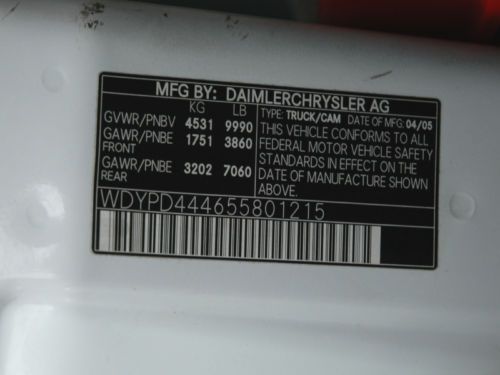 MFG BY: DAIMLERCHRYSLER AG
KG LB
GVWR/PNBV 4531 9990
GAWR/PNBE FRONT 1751 3860
GAWR/PNBE REAR 3202 7060
TYPE: TRUCK/CAM DATE OF MFG: 04/05
THIS VEHICLE CONFORMS TO ALL
FEDERAL MOTOR VEHICLE SAFETY
STANDARDS IN EFFECT ON THE
DATE OF MANUFACTURE SHOWN
ABOVE.
WDYPD444655801215